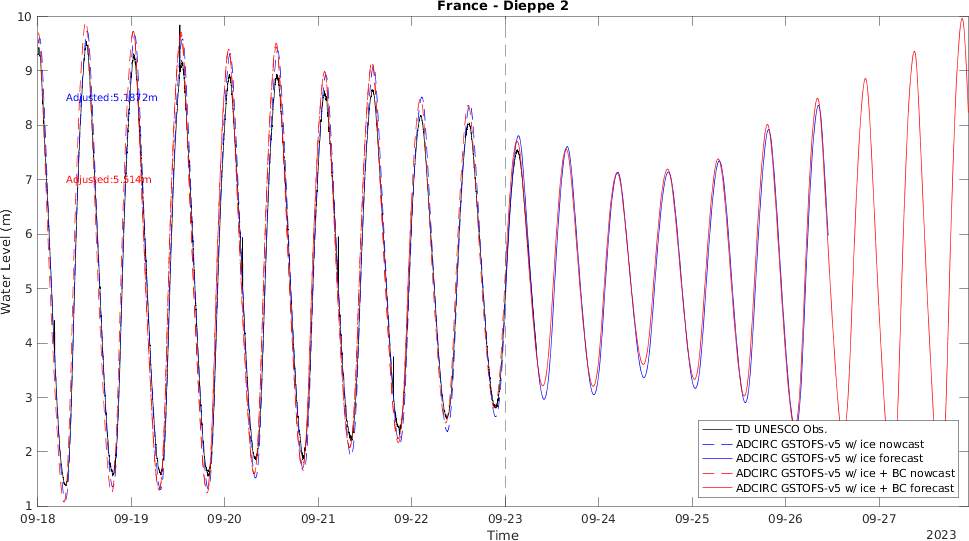 France - Dieppe 2
Water Level (m)
10
9
8
7
6
5
4
3
2
1
Adjusted:5.1872m
Adjusted:5.514m
TD UNESCO Obs.
ADCIRC GSTOFS-v5 w/ ice nowcast
ADCIRC GSTOFS-v5 w/ ice forecast
ADCIRC GSTOFS-v5 w/ ice + BC nowcast
ADCIRC GSTOFS-v5 w/ ice + BC forecast
09-18 09-19 09-20 09-21 09-22 09-23 09-24 09-25 09-26 09-27
Time
2023